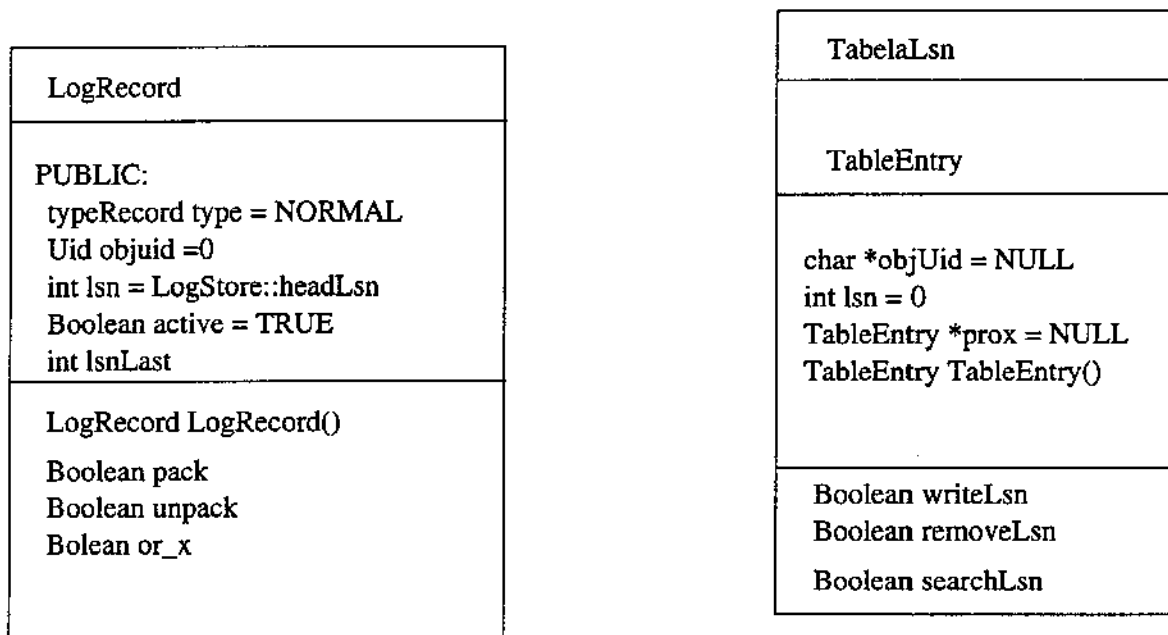 LogRecord
PUBLIC:
typeRecord type = NORMAL
Uid objuid =0
int lsn = LogStore::headLsn
Boolean active = TRUE
int lsnLast
LogRecord LogRecord()
Boolean pack
Boolean unpack
Bolean or_x
TabelaLsn
TableEntry
char *objUid = NULL
int lsn = 0
TableEntry *prox = NULL
TableEntry TableEntry()
Boolean writeLsn
Boolean removeLsn
Boolean searchLsn